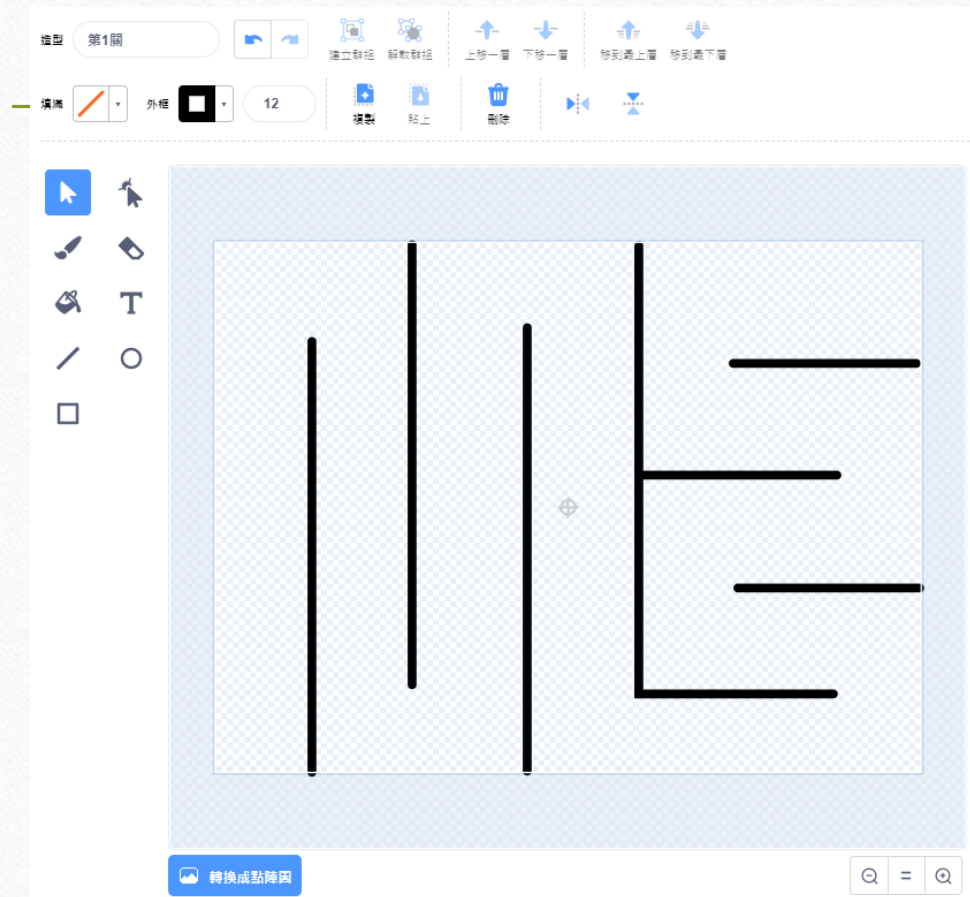 造型 第1關
建立群組 解散群組 上移一層 下移一層 移到最上層 移到最下層
填滿 外框 12
複製 貼上 刪除
T
轉換成點陣圖